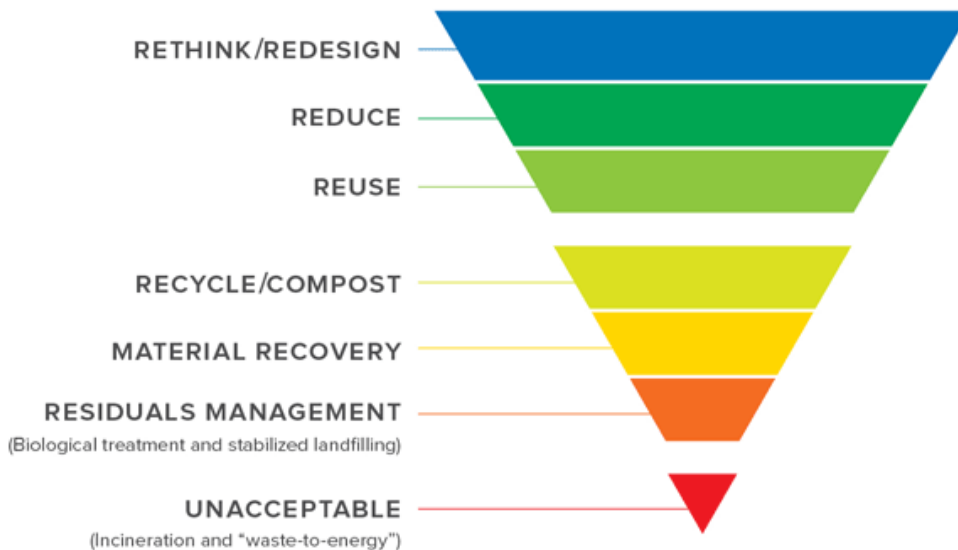 RETHINK/REDESIGN
REDUCE
REUSE
RECYCLE/COMPOST
MATERIAL RECOVERY
RESIDUALS MANAGEMENT
(Biological treatment and stabilized landfilling)
UNACCEPTABLE
(Incineration and “waste-to-energy”)